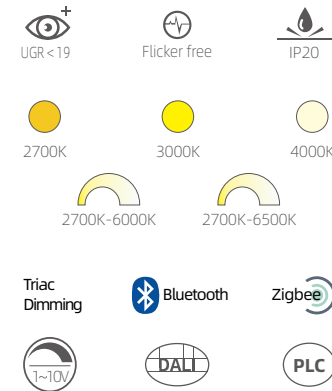 UGR<19
Flicker free
IP20
2700K
3000K
4000K
2700K-6000K
2700K-6500K
Triac
Dimming
Bluetooth
Zigbee
1~10V
DALI
PLC